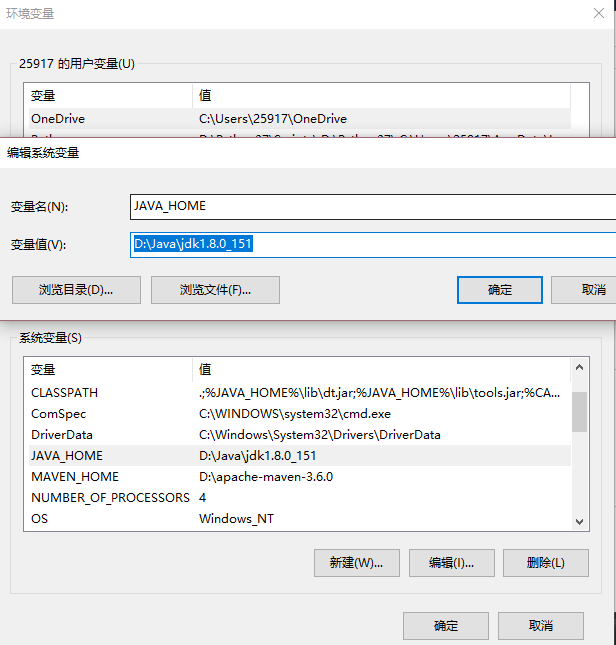 环境变量
25917 的用户变量(U)
变量 值
OneDrive C:\Users\25917\OneDrive
编辑系统变量
变量名(N): JAVA_HOME
变量值(V): D:\Java\jdk1.8.0_151
浏览目录(D)... 浏览文件(F)... 确定 取消
系统变量(S)
变量 值
CLASSPATH .;%JAVA_HOME%\lib\dt.jar;%JAVA_HOME%\lib\tools.jar;%CA...
ComSpec C:\WINDOWS\system32\cmd.exe
DriverData C:\Windows\System32\Drivers\DriverData
JAVA_HOME D:\Java\jdk1.8.0_151
MAVEN_HOME D:\apache-maven-3.6.0
NUMBER_OF_PROCESSORS 4
OS Windows_NT
新建(W)... 编辑(I)... 删除(L)
确定 取消